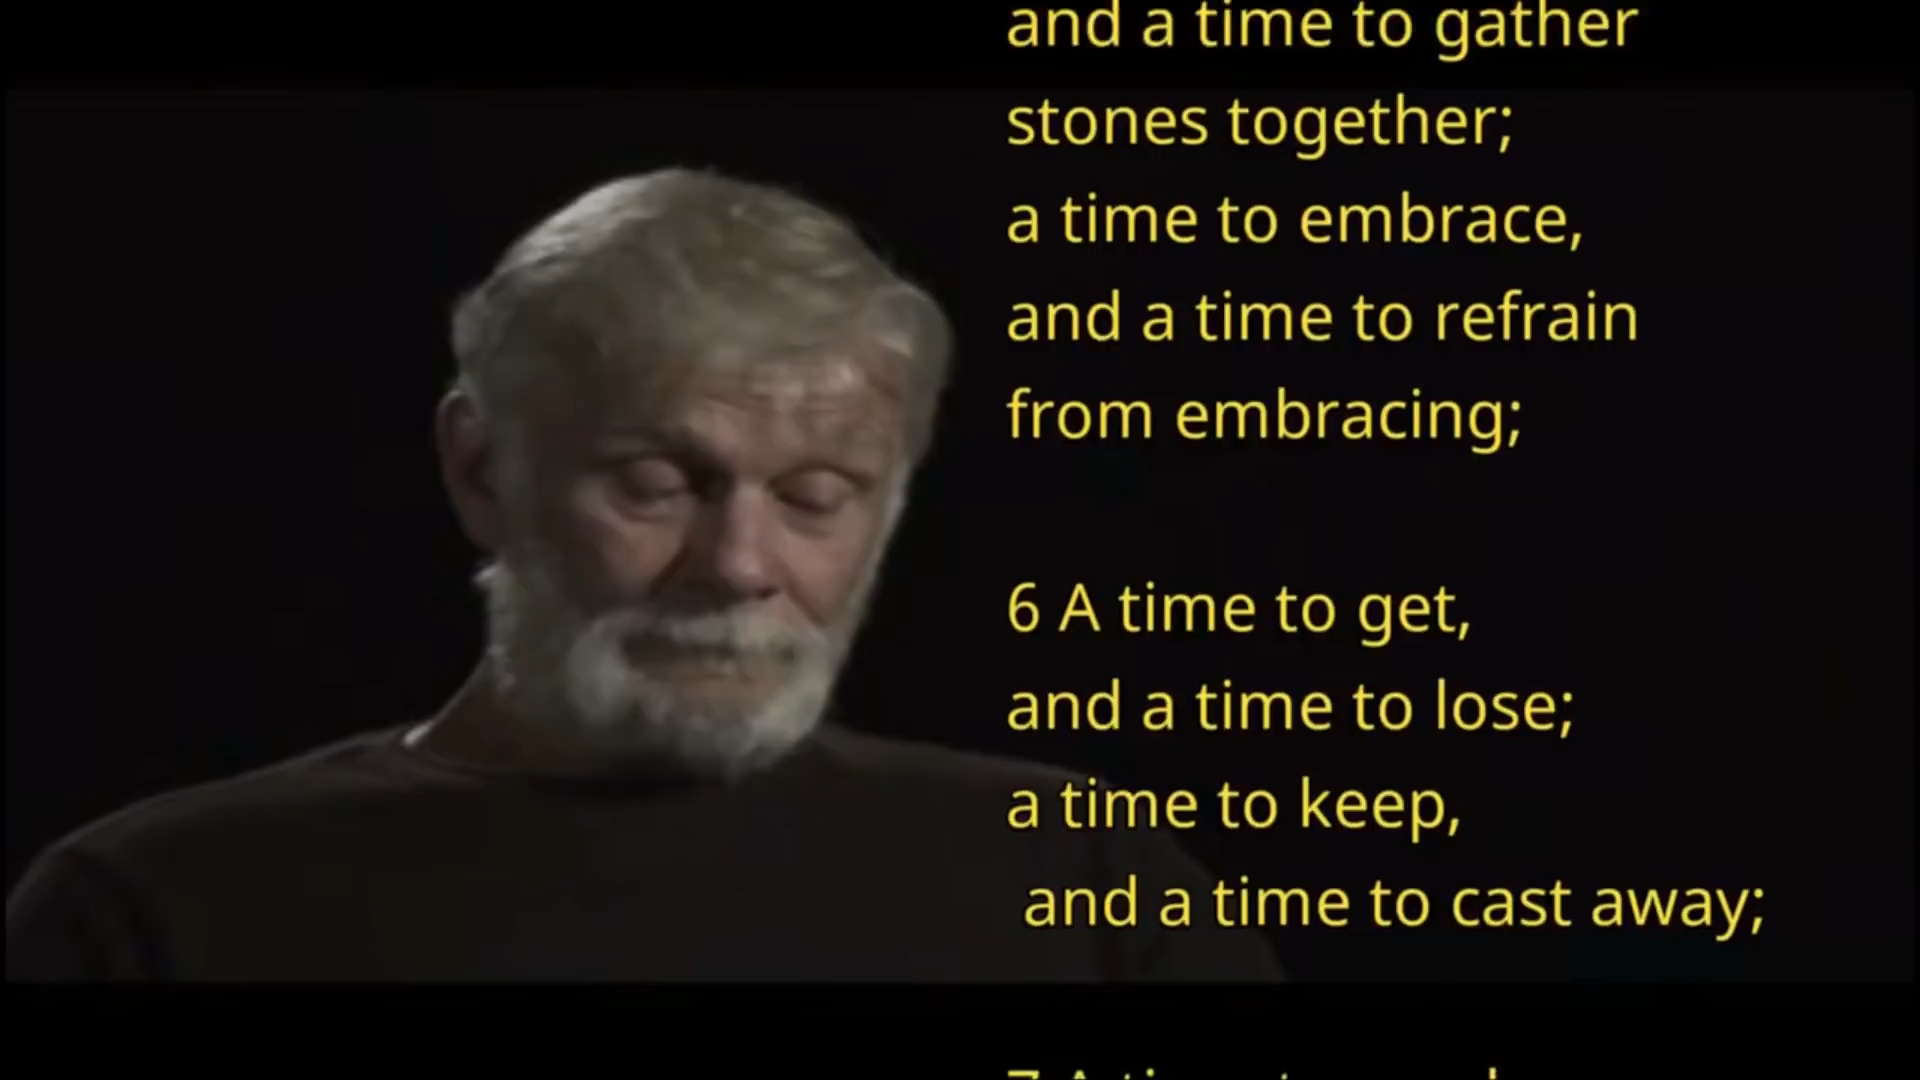 and a time to gather
stones together;
a time to embrace,
and a time to refrain
from embracing;
6 A time to get,
and a time to lose;
a time to keep,
and a time to cast away;